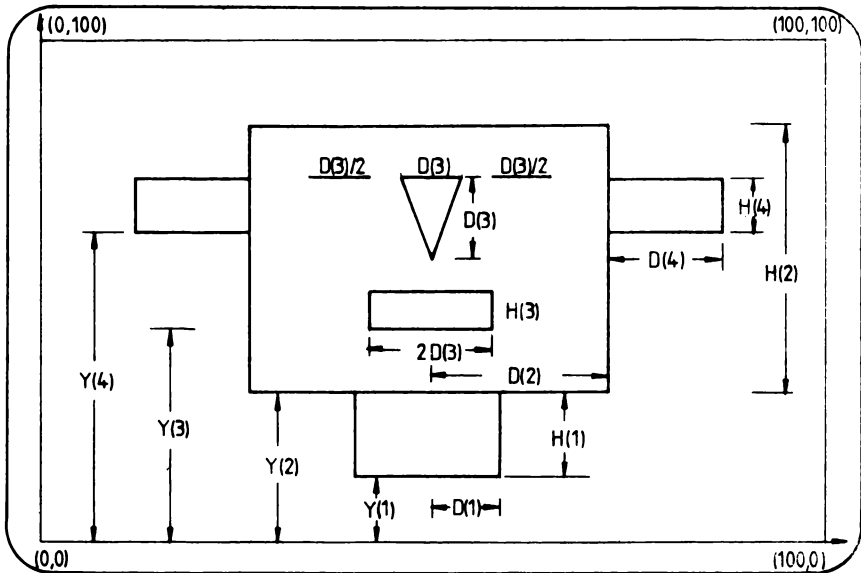 (0,100)
(100,100)
D(3)/2
D(3)
D(3)/2
D(3)
H(4)
D(4)
H(2)
H(3)
2D(3)
D(2)
Y(4)
Y(3)
Y(2)
H(1)
Y(1)
D(1)
(0,0)
(100,0)